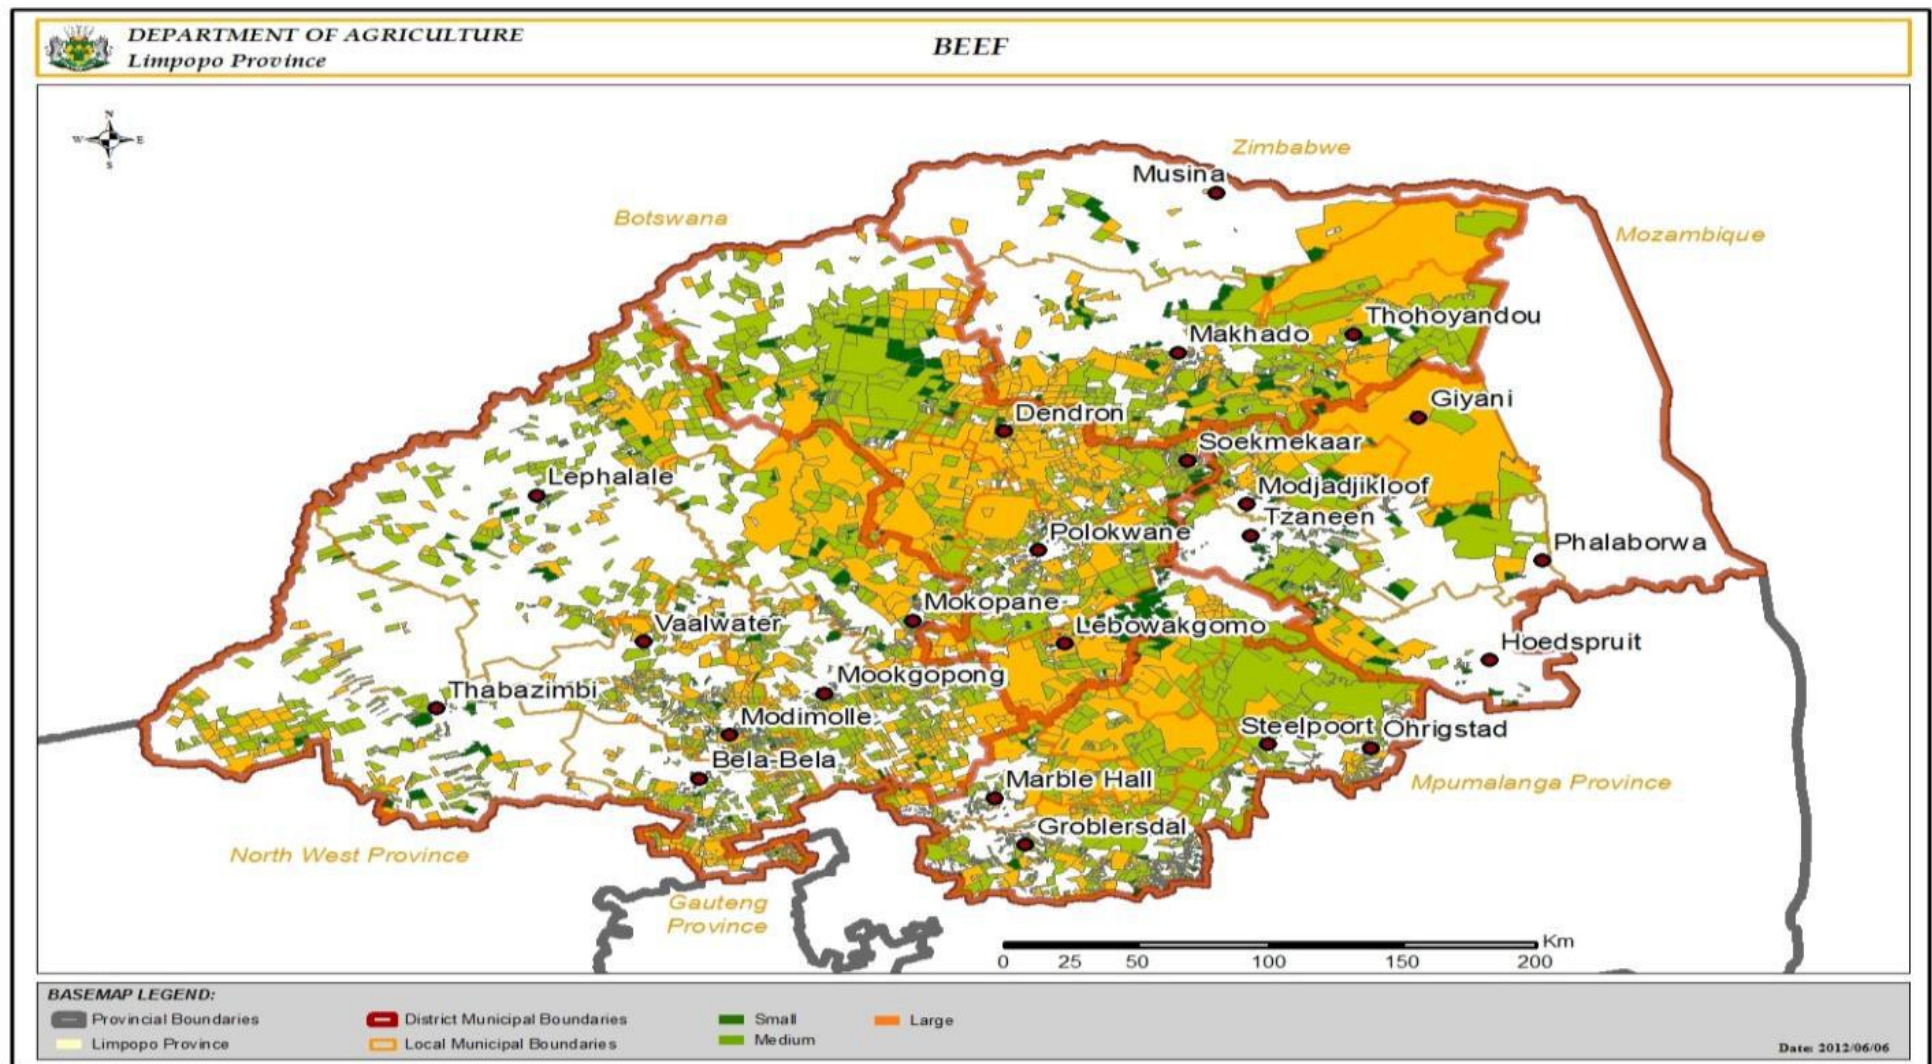 DEPARTMENT OF AGRICULTURE
Limpopo Province
BEEF
N
W E
S
Zimbabwe
Musina
Botswana
Mozambique
Thohoyandou
Makhado
Giyani
Dendron
Soekmekaar
Lephalale
Modjadjikloof
Tzaneen
Polokwane
Phalaborwa
Mokopane
Vaalwater
Lebowakgomo
Hoedspruit
Mookgopong
Thabazimbi
Modimolle
Steelpoort
Ohrigstad
Bela-Bela
Marble Hall
Mpumalanga Province
Groblersdal
North West Province
Gauteng
Province
Km
0 25 50 100 150 200
BASEMAP LEGEND:
Provincial Boundaries
District Municipal Boundaries
Small
Large
Limpopo Province
Local Municipal Boundaries
Medium
Date: 2012/06/06